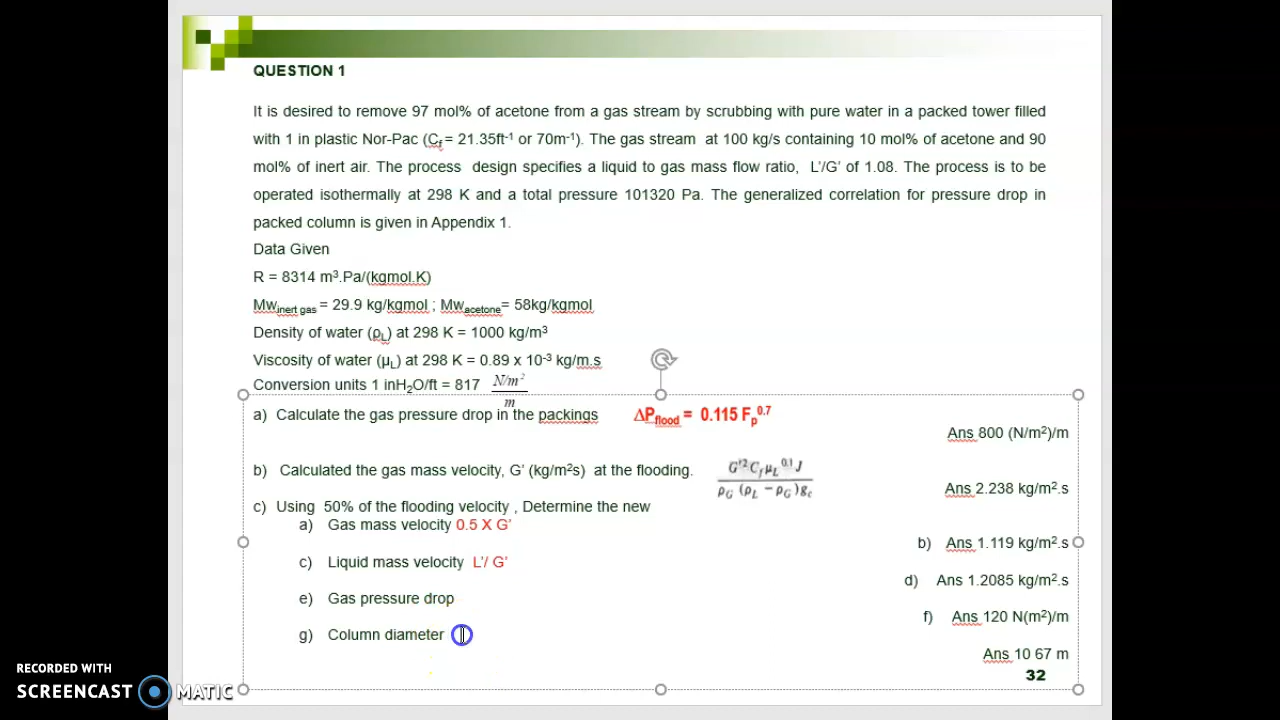 QUESTION 1
It is desired to remove 97 mol% of acetone from a gas stream by scrubbing with pure water in a packed tower filled
with 1 in plastic Nor-Pac (Cf = 21.35ft-1 or 70m-1). The gas stream at 100 kg/s containing 10 mol% of acetone and 90
mol% of inert air. The process design specifies a liquid to gas mass flow ratio, L'/G' of 1.08. The process is to be
operated isothermally at 298 K and a total pressure 101320 Pa. The generalized correlation for pressure drop in
packed column is given in Appendix 1.
Data Given
R = 8314 m³.Pa/(kgmol.K)
Mwinert gas = 29.9 kg/kgmol ; Mwacetone= 58kg/kgmol
Density of water (ρL) at 298 K = 1000 kg/m³
Viscosity of water (μL) at 298 K = 0.89 x 10-3 kg/m.s
Conversion units 1 inH2O/ft = 817 N/m² / m
a) Calculate the gas pressure drop in the packings ΔPflood = 0.115 Fp0.7
Ans 800 (N/m²)/m
b) Calculated the gas mass velocity, G' (kg/m²s) at the flooding. G'² Cf μL0.1 J / ρG (ρL − ρG) gc
Ans 2.238 kg/m².s
c) Using 50% of the flooding velocity , Determine the new
a) Gas mass velocity 0.5 X G'
b) Ans 1.119 kg/m².s
c) Liquid mass velocity L'/ G'
d) Ans 1.2085 kg/m².s
e) Gas pressure drop
f) Ans 120 N(m²)/m
g) Column diameter
Ans 10 67 m
32
RECORDED WITH
SCREENCAST MATIC